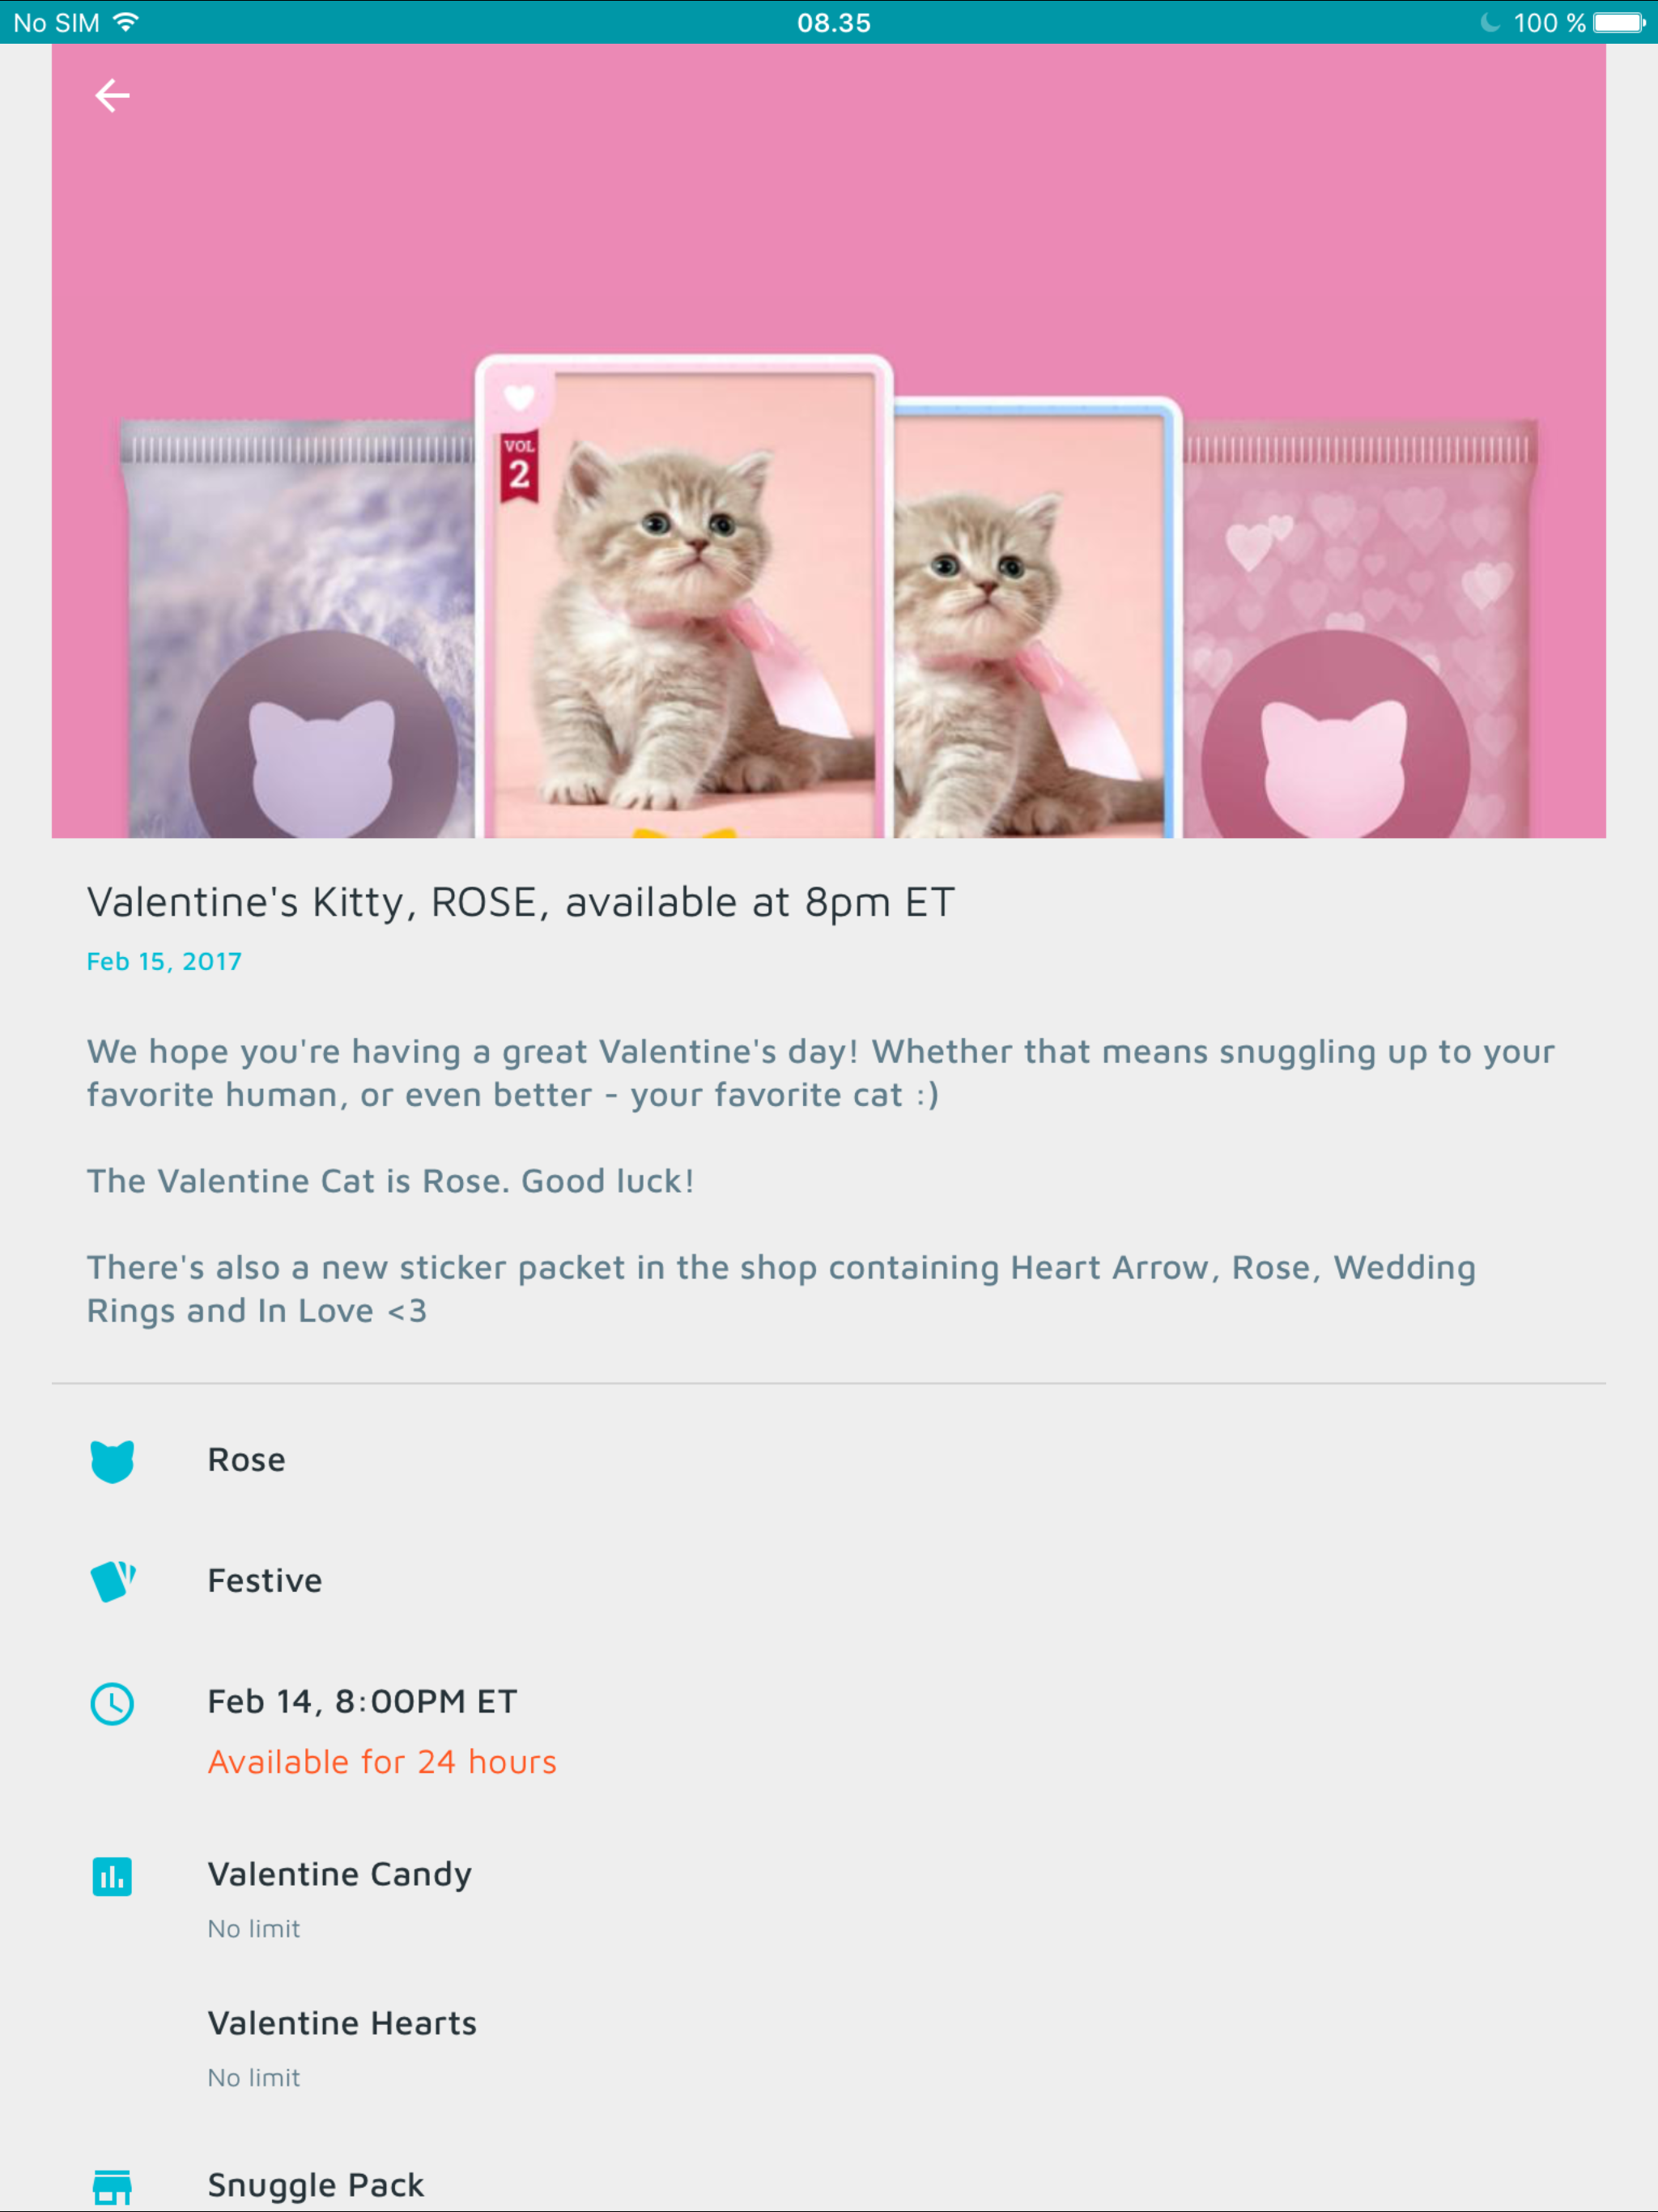 No SIM 08.35 100 %
VOL
2
Valentine's Kitty, ROSE, available at 8pm ET
Feb 15, 2017
We hope you're having a great Valentine's day! Whether that means snuggling up to your
favorite human, or even better - your favorite cat :)
The Valentine Cat is Rose. Good luck!
There's also a new sticker packet in the shop containing Heart Arrow, Rose, Wedding
Rings and In Love <3
Rose
Festive
Feb 14, 8:00PM ET
Available for 24 hours
Valentine Candy
No limit
Valentine Hearts
No limit
Snuggle Pack